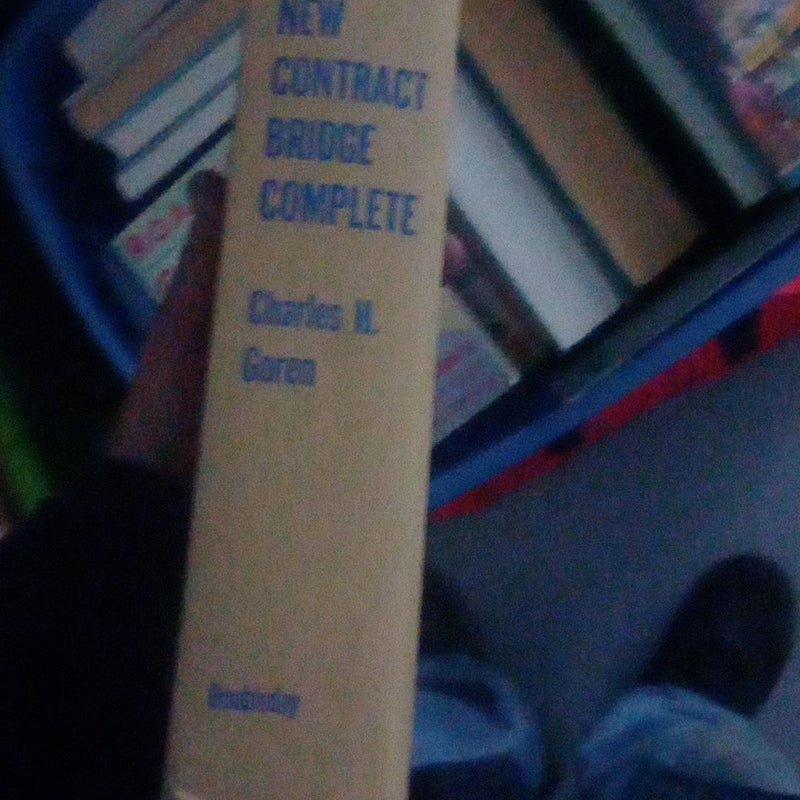 NEW
CONTRACT
BRIDGE
COMPLETE
Charles H.
Goren
Doubleday